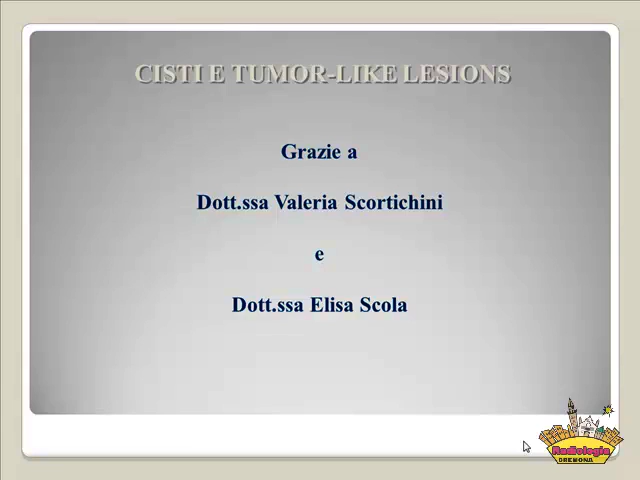 CISTI E TUMOR-LIKE LESIONS
Grazie a
Dott.ssa Valeria Scortichini
e
Dott.ssa Elisa Scola
Radiologia
CREMONA